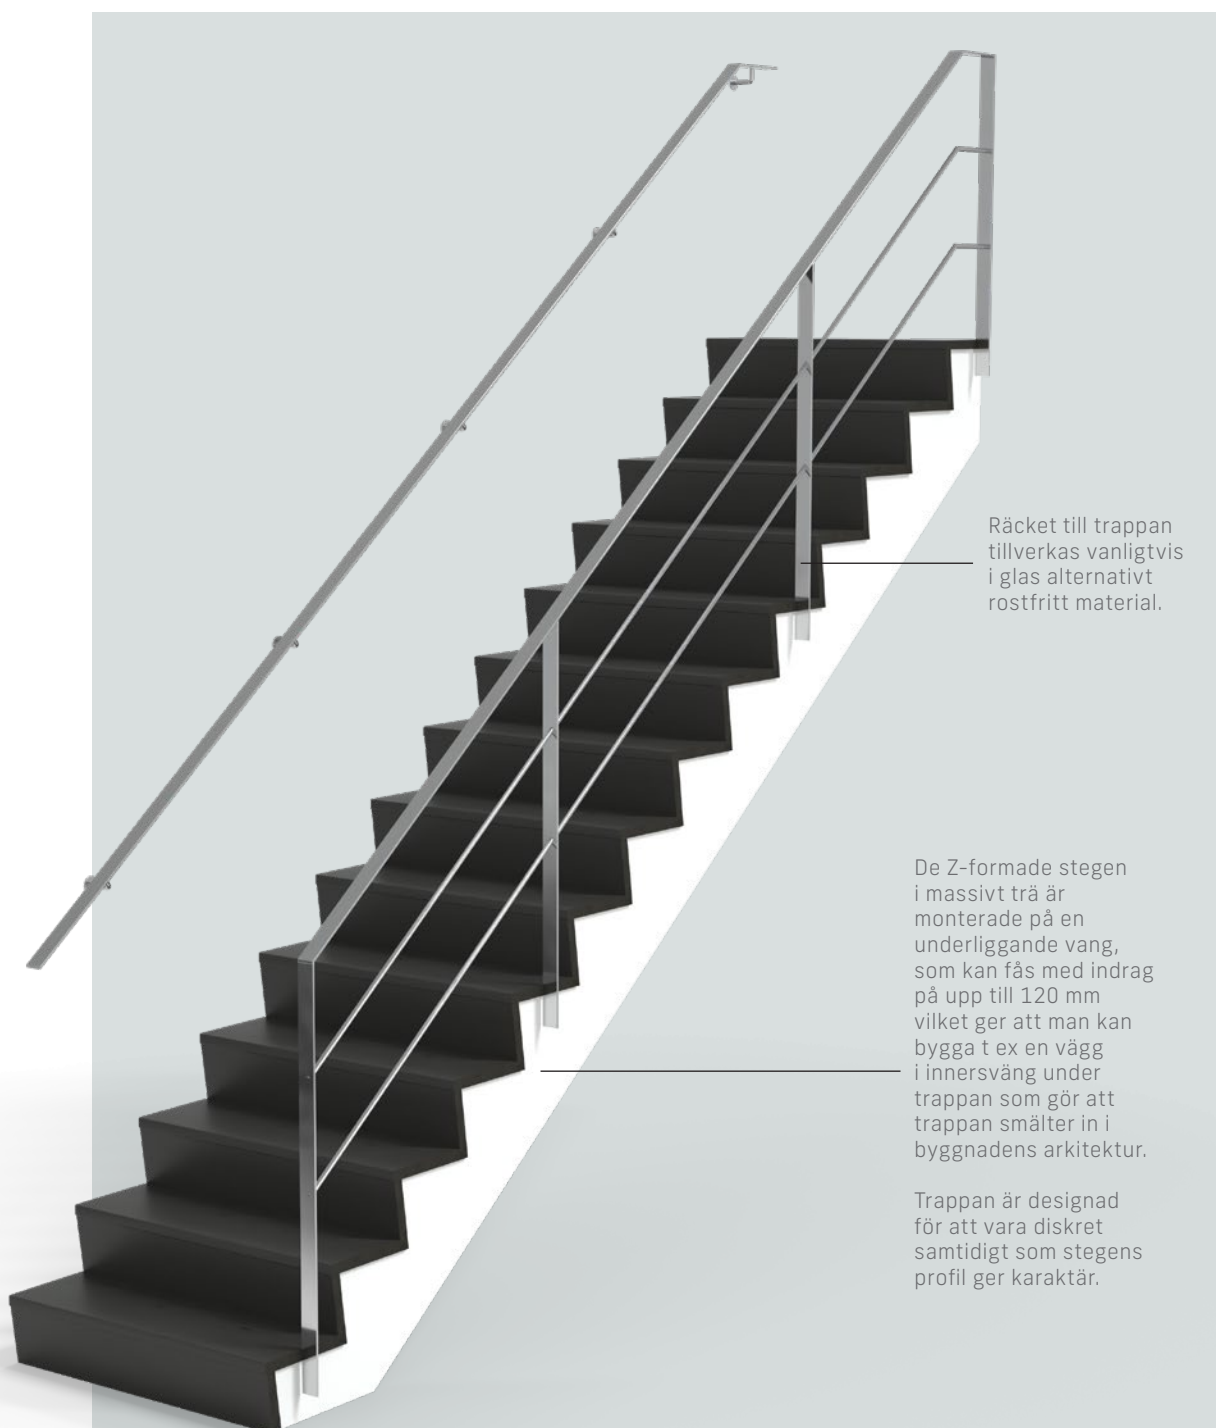 Räcket till trappan
tillverkas vanligtvis
i glas alternativt
rostfritt material.
De Z-formade stegen
i massivt trä är
monterade på en
underliggande vang,
som kan fås med indrag
på upp till 120 mm
vilket ger att man kan
bygga t ex en vägg
i innersväng under
trappan som gör att
trappan smälter in i
byggnadens arkitektur.
Trappan är designad
för att vara diskret
samtidigt som stegens
profil ger karaktär.